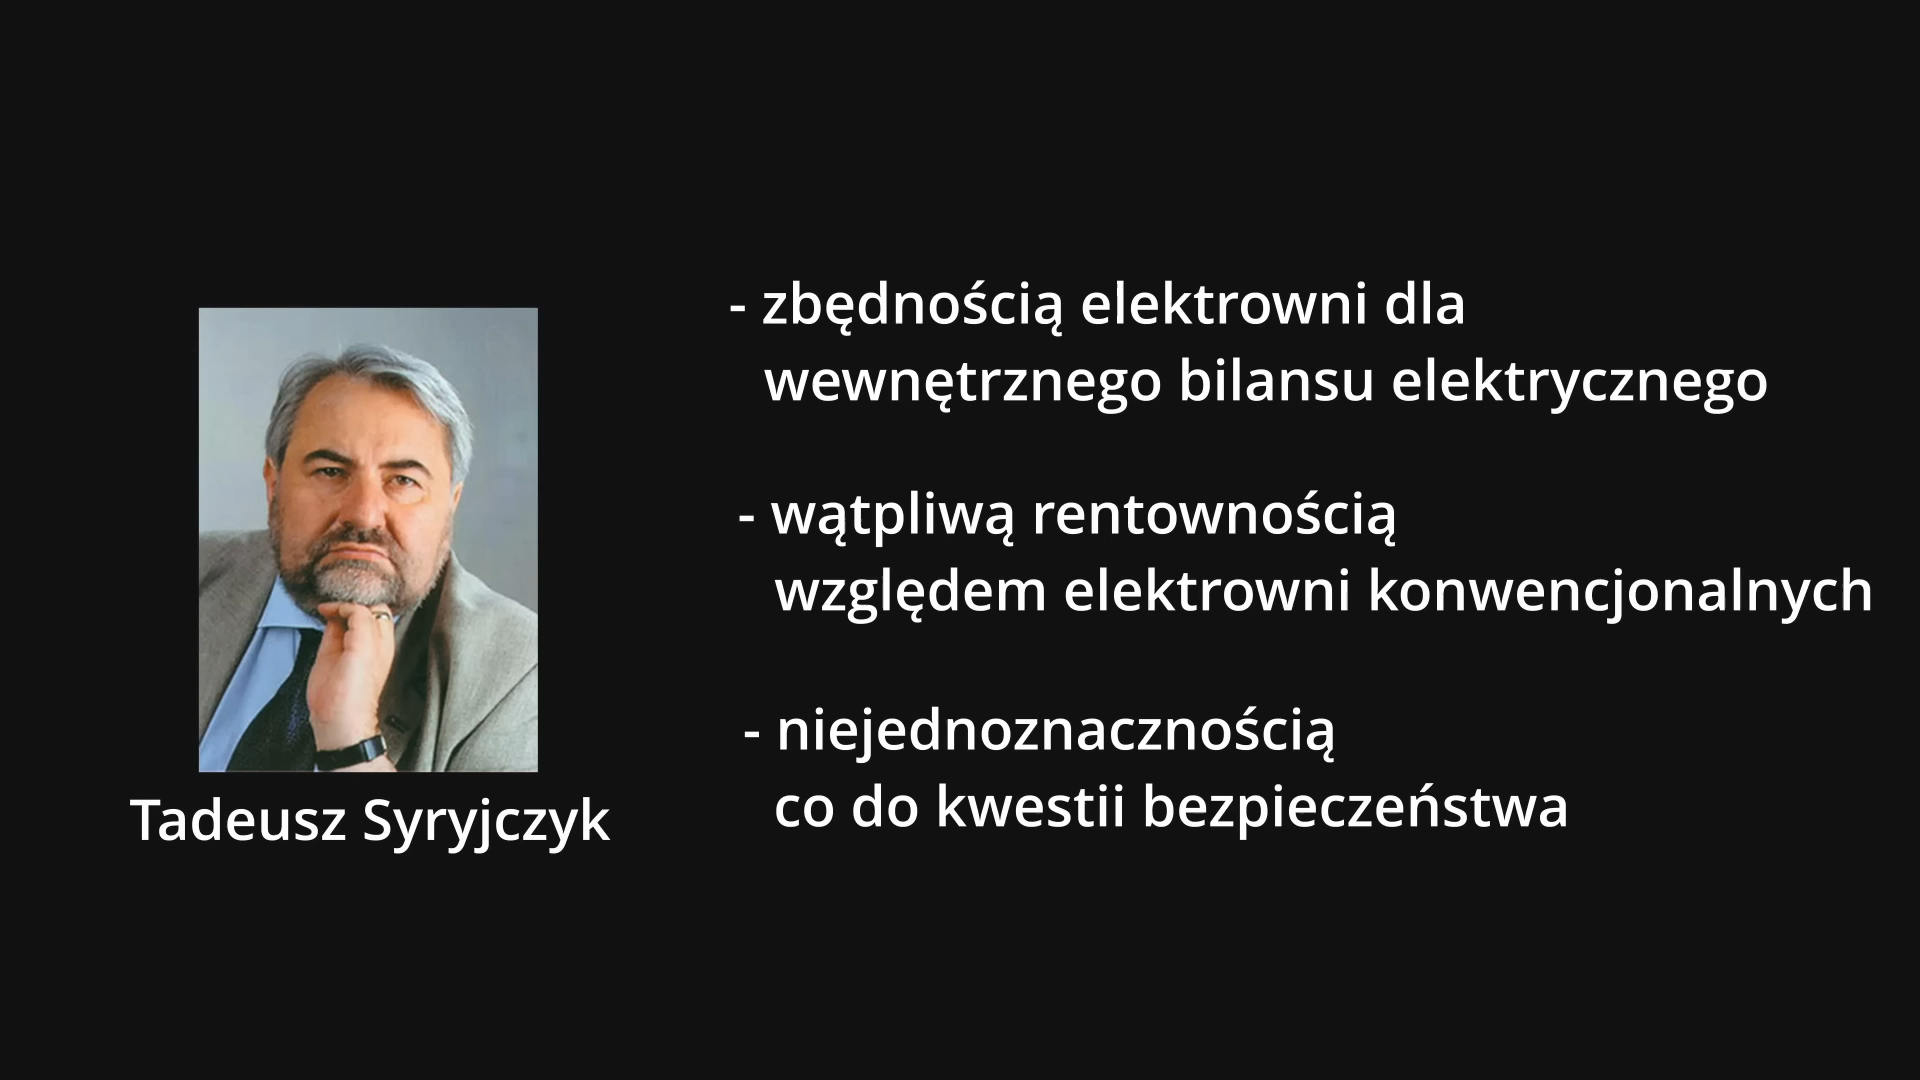 - zbędnością elektrowni dla
wewnętrznego bilansu elektrycznego
- wątpliwą rentownością
względem elektrowni konwencjonalnych
- niejednoznacznością
co do kwestii bezpieczeństwa
Tadeusz Syryjczyk